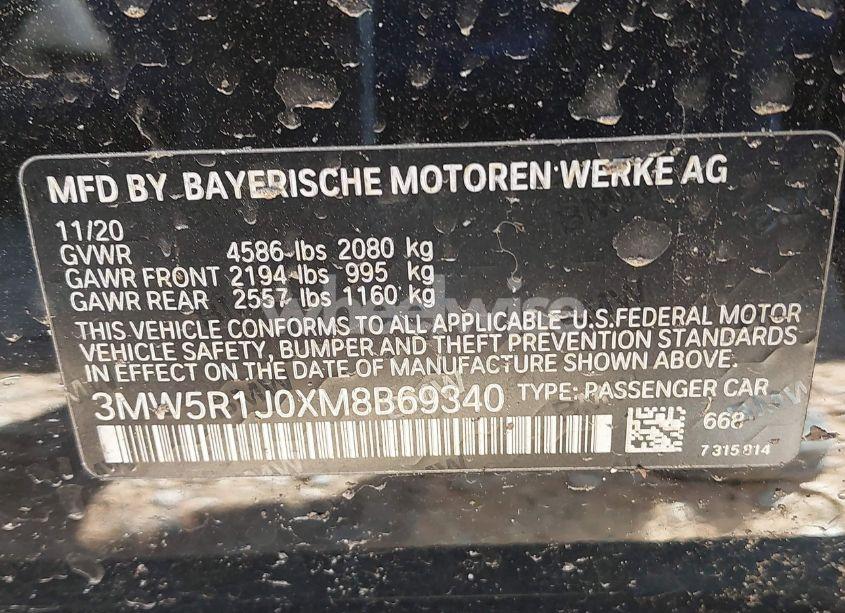 MFD BY BAYERISCHE MOTOREN WERKE AG
11/20
GVWR 4586 lbs 2080 kg
GAWR FRONT 2194 lbs 995 kg
GAWR REAR 2557 lbs 1160 kg
THIS VEHICLE CONFORMS TO ALL APPLICABLE U.S.FEDERAL MOTOR
VEHICLE SAFETY, BUMPER AND THEFT PREVENTION STANDARDS
IN EFFECT ON THE DATE OF MANUFACTURE SHOWN ABOVE.
3MW5R1J0XM8B69340 TYPE: PASSENGER CAR
668
7315814